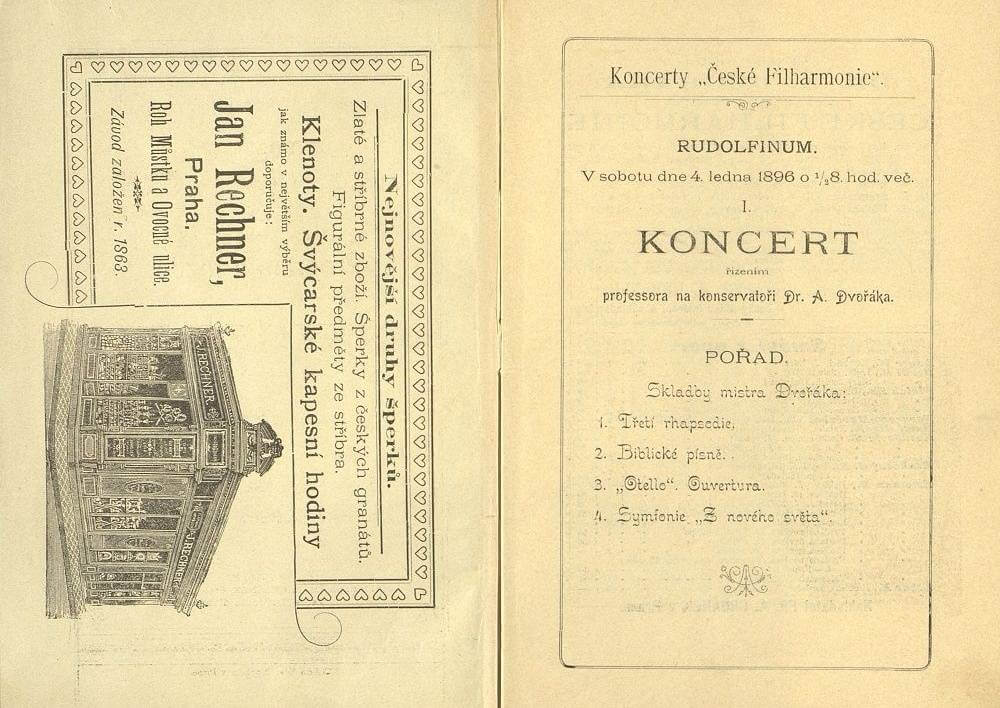 Nejnovější druhy šperků.
Zlaté a stříbrné zboží. Šperky z českých granátů.
Figurální předměty ze stříbra.
Klenoty. Švýcarské kapesní hodiny
jak známo v největším výběru
doporučuje:
Jan Rechner,
Praha.
Roh Můstku a Ovocné ulice.
Závod založen r. 1863.
J. RECHNER
J. RECHNER
Koncerty „České Filharmonie“.
RUDOLFINUM.
V sobotu dne 4. ledna 1896 o ½8. hod. več.
I.
KONCERT
řízením
professora na konservatoři Dr. A. Dvořáka.
POŘAD.
Skladby mistra Dvořáka:
1. Třetí rhapsodie.
2. Biblické písně.
3. „Otello“. Ouvertura.
4. Symfonie „Z nového světa“.